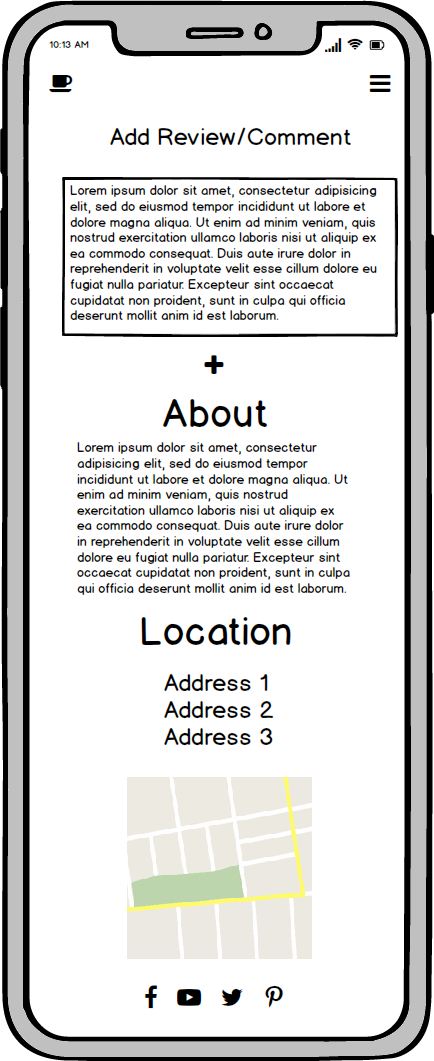 10:13 AM
Add Review/Comment
Lorem ipsum dolor sit amet, consectetur adipisicing
elit, sed do eiusmod tempor incididunt ut labore et
dolore magna aliqua. Ut enim ad minim veniam, quis
nostrud exercitation ullamco laboris nisi ut aliquip ex
ea commodo consequat. Duis aute irure dolor in
reprehenderit in voluptate velit esse cillum dolore eu
fugiat nulla pariatur. Excepteur sint occaecat
cupidatat non proident, sunt in culpa qui officia
deserunt mollit anim id est laborum.
About
Lorem ipsum dolor sit amet, consectetur
adipisicing elit, sed do eiusmod tempor
incididunt ut labore et dolore magna aliqua. Ut
enim ad minim veniam, quis nostrud
exercitation ullamco laboris nisi ut aliquip ex
ea commodo consequat. Duis aute irure dolor
in reprehenderit in voluptate velit esse cillum
dolore eu fugiat nulla pariatur. Excepteur sint
occaecat cupidatat non proident, sunt in culpa
qui officia deserunt mollit anim id est laborum.
Location
Address 1
Address 2
Address 3